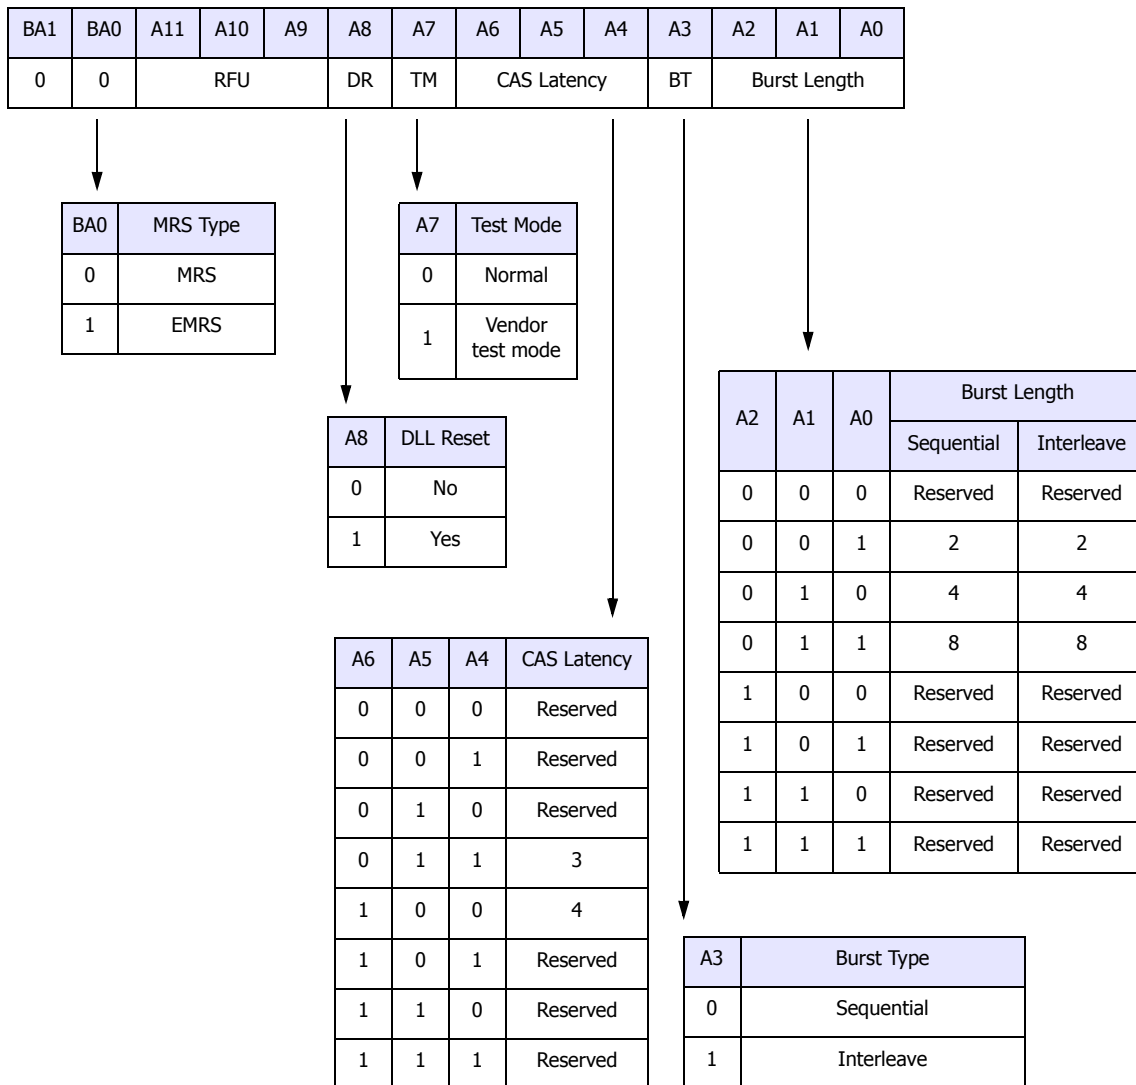 BA1 BA0 A11 A10 A9 A8 A7 A6 A5 A4 A3 A2 A1 A0
0 0 RFU DR TM CAS Latency BT Burst Length
BA0 MRS Type
0 MRS
1 EMRS
A7 Test Mode
0 Normal
1 Vendor
test mode
A8 DLL Reset
0 No
1 Yes
A2 A1 A0 Burst Length
Sequential Interleave
0 0 0 Reserved Reserved
0 0 1 2 2
0 1 0 4 4
0 1 1 8 8
1 0 0 Reserved Reserved
1 0 1 Reserved Reserved
1 1 0 Reserved Reserved
1 1 1 Reserved Reserved
A6 A5 A4 CAS Latency
0 0 0 Reserved
0 0 1 Reserved
0 1 0 Reserved
0 1 1 3
1 0 0 4
1 0 1 Reserved
1 1 0 Reserved
1 1 1 Reserved
A3 Burst Type
0 Sequential
1 Interleave